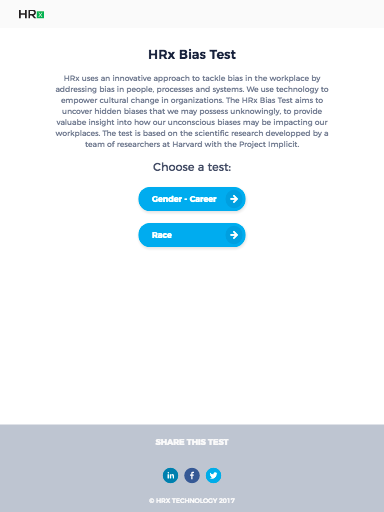 HRx
HRx Bias Test
HRx uses an innovative approach to tackle bias in the workplace by
addressing bias in people, processes and systems. We use technology to
empower cultural change in organizations. The HRx Bias Test aims to
uncover hidden biases that we may possess unknowingly, to provide
valuabe insight into how our unconscious biases may be impacting our
workplaces. The test is based on the scientific research developped by a
team of researchers at Harvard with the Project Implicit.
Choose a test:
Gender - Career
Race
SHARE THIS TEST
© HRX TECHNOLOGY 2017